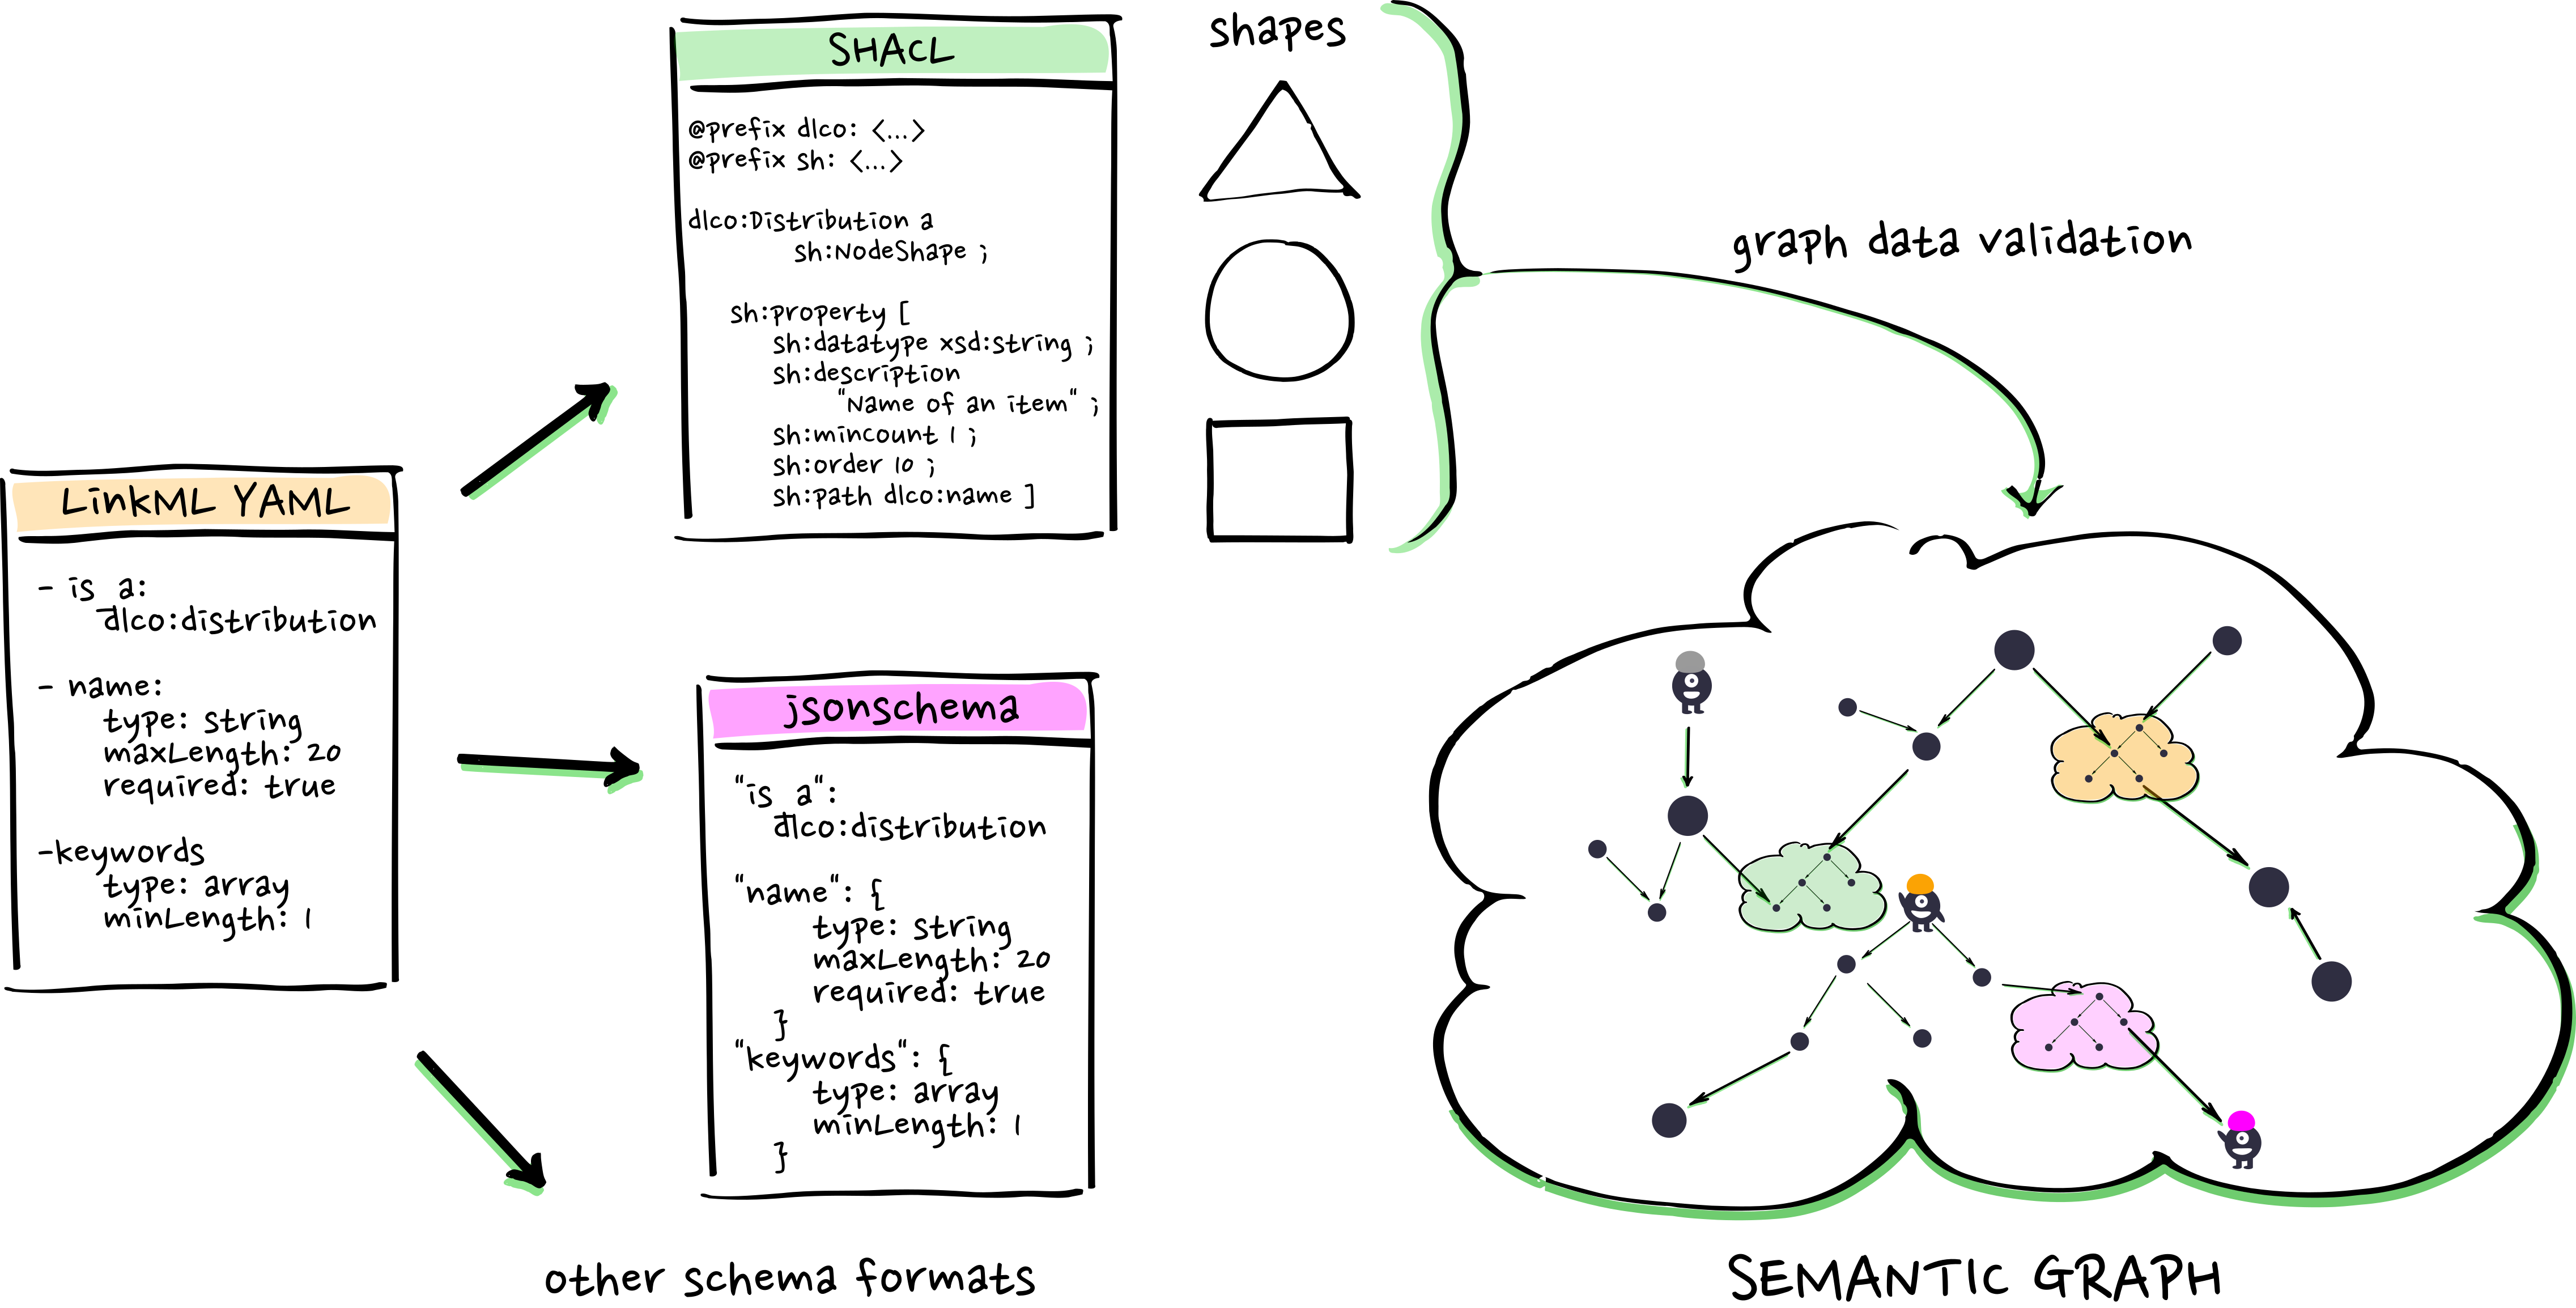 LinkML YAML
- is_a:
dlco:distribution
- name:
type: string
maxLength: 20
required: true
-keywords
type: array
minLength: 1
SHACL
@prefix dlco: <...>
@prefix sh: <...>
dlco:Distribution a
sh:NodeShape ;
sh:property [
sh:datatype xsd:string ;
sh:description
"Name of an item" ;
sh:mincount 1 ;
sh:order 10 ;
sh:path dlco:name ]
shapes
graph data validation
jsonschema
"is_a":
dlco:distribution
"name": {
type: string
maxLength: 20
required: true
}
"keywords": {
type: array
minLength: 1
}
other schema formats
SEMANTIC GRAPH